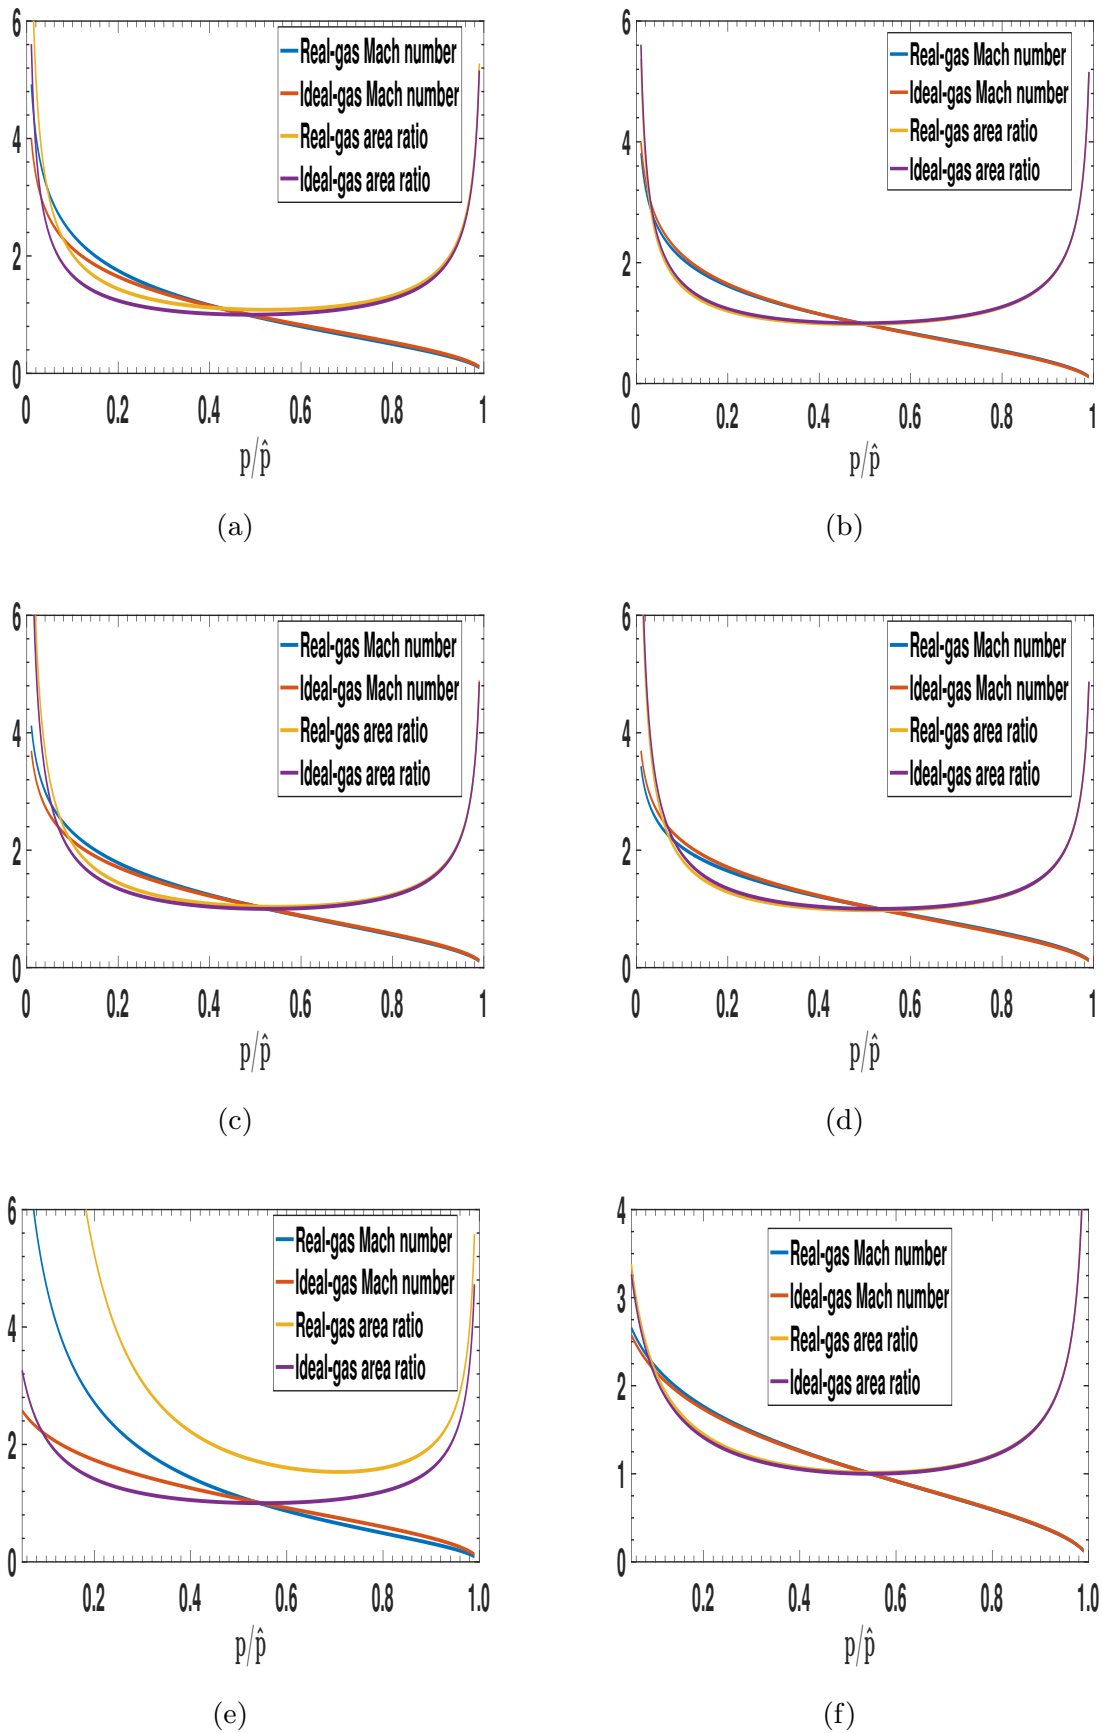 6
4
2
0
0
0.2
0.4
0.6
0.8
1
Real-gas Mach number
Ideal-gas Mach number
Real-gas area ratio
Ideal-gas area ratio
p/p̂
(a)
6
4
2
0
0
0.2
0.4
0.6
0.8
1
Real-gas Mach number
Ideal-gas Mach number
Real-gas area ratio
Ideal-gas area ratio
p/p̂
(b)
6
4
2
0
0
0.2
0.4
0.6
0.8
1
Real-gas Mach number
Ideal-gas Mach number
Real-gas area ratio
Ideal-gas area ratio
p/p̂
(c)
6
4
2
0
0
0.2
0.4
0.6
0.8
1
Real-gas Mach number
Ideal-gas Mach number
Real-gas area ratio
Ideal-gas area ratio
p/p̂
(d)
6
4
2
0
0.2
0.4
0.6
0.8
1.0
Real-gas Mach number
Ideal-gas Mach number
Real-gas area ratio
Ideal-gas area ratio
p/p̂
(e)
4
3
2
1
0
0.2
0.4
0.6
0.8
1.0
Real-gas Mach number
Ideal-gas Mach number
Real-gas area ratio
Ideal-gas area ratio
p/p̂
(f)